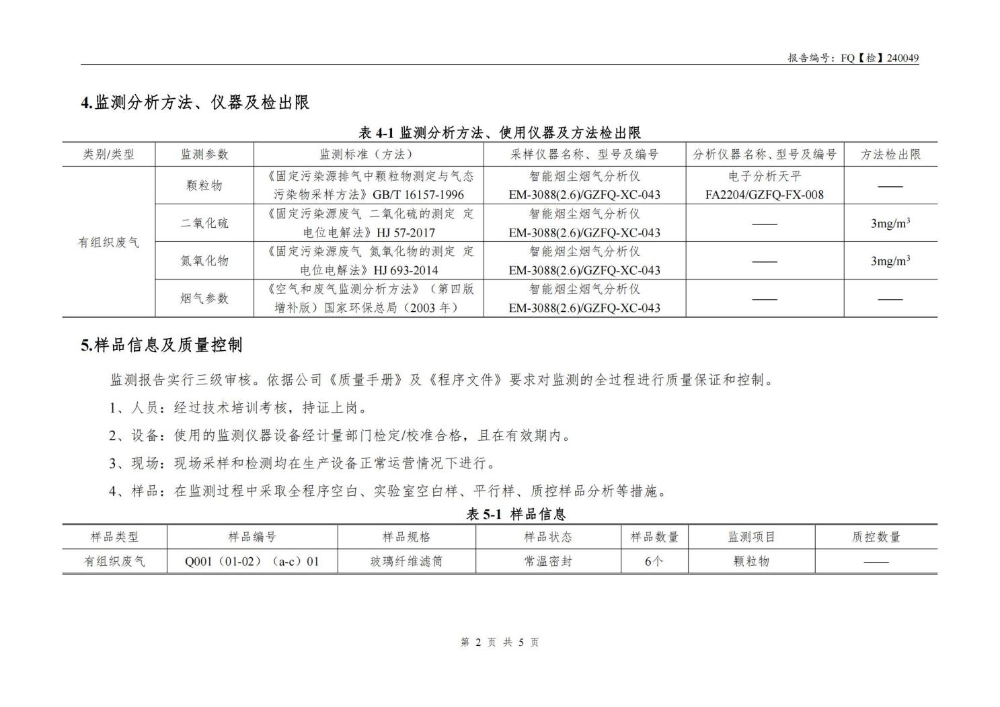 报告编号：FQ【检】240049
4.监测分析方法、仪器及检出限
表 4-1 监测分析方法、使用仪器及方法检出限
类别/类型 监测参数 监测标准（方法） 采样仪器名称、型号及编号 分析仪器名称、型号及编号 方法检出限
有组织废气
颗粒物 《固定污染源排气中颗粒物测定与气态 智能烟尘烟气分析仪 电子分析天平 ——
污染物采样方法》GB/T 16157-1996 EM-3088(2.6)/GZFQ-XC-043 FA2204/GZFQ-FX-008
二氧化硫 《固定污染源废气 二氧化硫的测定 定 智能烟尘烟气分析仪 —— 3mg/m³
电位电解法》HJ 57-2017 EM-3088(2.6)/GZFQ-XC-043
氮氧化物 《固定污染源废气 氮氧化物的测定 定 智能烟尘烟气分析仪 —— 3mg/m³
电位电解法》HJ 693-2014 EM-3088(2.6)/GZFQ-XC-043
烟气参数 《空气和废气监测分析方法》（第四版 智能烟尘烟气分析仪 —— ——
增补版）国家环保总局（2003 年） EM-3088(2.6)/GZFQ-XC-043
5.样品信息及质量控制
监测报告实行三级审核。依据公司《质量手册》及《程序文件》要求对监测的全过程进行质量保证和控制。
1、人员：经过技术培训考核，持证上岗。
2、设备：使用的监测仪器设备经计量部门检定/校准合格，且在有效期内。
3、现场：现场采样和检测均在生产设备正常运营情况下进行。
4、样品：在监测过程中采取全程序空白、实验室空白样、平行样、质控样品分析等措施。
表 5-1 样品信息
样品类型 样品编号 样品规格 样品状态 样品数量 监测项目 质控数量
有组织废气 Q001（01-02）（a-c）01 玻璃纤维滤筒 常温密封 6个 颗粒物 ——
第 2 页 共 5 页